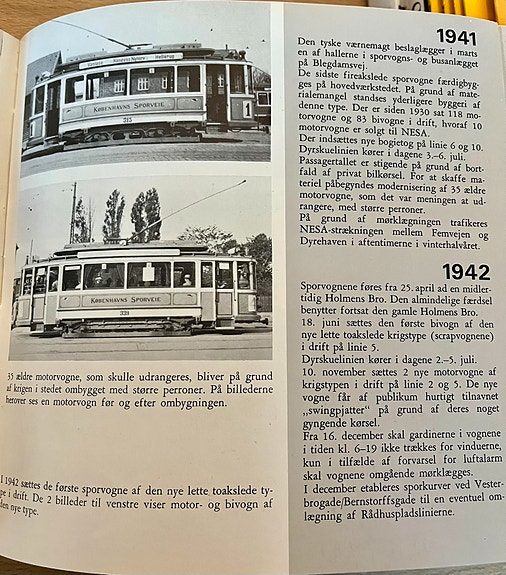 KØBENHAVNS SPORVEIE
315
1
KØBENHAVNS SPORVEIE
339
35 ældre motorvogne, som skulle udrangeres, bliver på grund
af krigen i stedet ombygget med større perroner. På billederne
herover ses en motorvogn før og efter ombygningen.
I 1942 sættes de første sporvogne af den nye lette toakslede ty-
pe i drift. De 2 billeder til venstre viser motor- og bivogn af
den nye type.
1941
Den tyske værnemagt beslaglægger i marts
en af hallerne i sporvogns- og busanlægget
på Blegdamsvej.
De sidste fireakslede sporvogne færdigbyg-
ges på hovedværkstedet. På grund af mate-
rialemangel standses yderligere byggeri af
denne type. Der er siden 1930 sat 118 mo-
torvogne og 83 bivogne i drift, hvoraf 10
motorvogne er solgt til NESA.
Der indsættes nye bogietog på linie 6 og 10.
Dyrskuelinien kører i dagene 3.-6. juli.
Passagertallet er stigende på grund af bort-
fald af privat bilkørsel. For at skaffe ma-
teriel påbegyndes modernisering af 35 ældre
motorvogne, som det var meningen at ud-
rangere, med større perroner.
På grund af mørklægningen trafikeres
NESA-strækningen mellem Femvejen og
Dyrehaven i aftentimerne i vinterhalvåret.
1942
Sporvognene føres fra 25. april ad en midler-
tidig Holmens Bro. Den almindelige færdsel
benytter fortsat den gamle Holmens Bro.
18. juni sættes den første bivogn af den
nye lette toakslede krigstype (scrapvognene)
i drift på linie 5.
Dyrskuelinien kører i dagene 2.-5. juli.
10. november sættes 2 nye motorvogne af
krigstypen i drift på linie 2 og 5. De nye
vogne får af publikum hurtigt tilnavnet
„swingpjatter“ på grund af deres noget
gyngende kørsel.
Fra 16. december skal gardinerne i vognene
i tiden kl. 6-19 ikke trækkes for vinduerne,
kun i tilfælde af forvarsel for luftalarm
skal vognene omgående mørklægges.
I december etableres sporkurver ved Vester-
brogade/Bernstorffsgade til en eventuel om-
lægning af Rådhuspladslinierne.